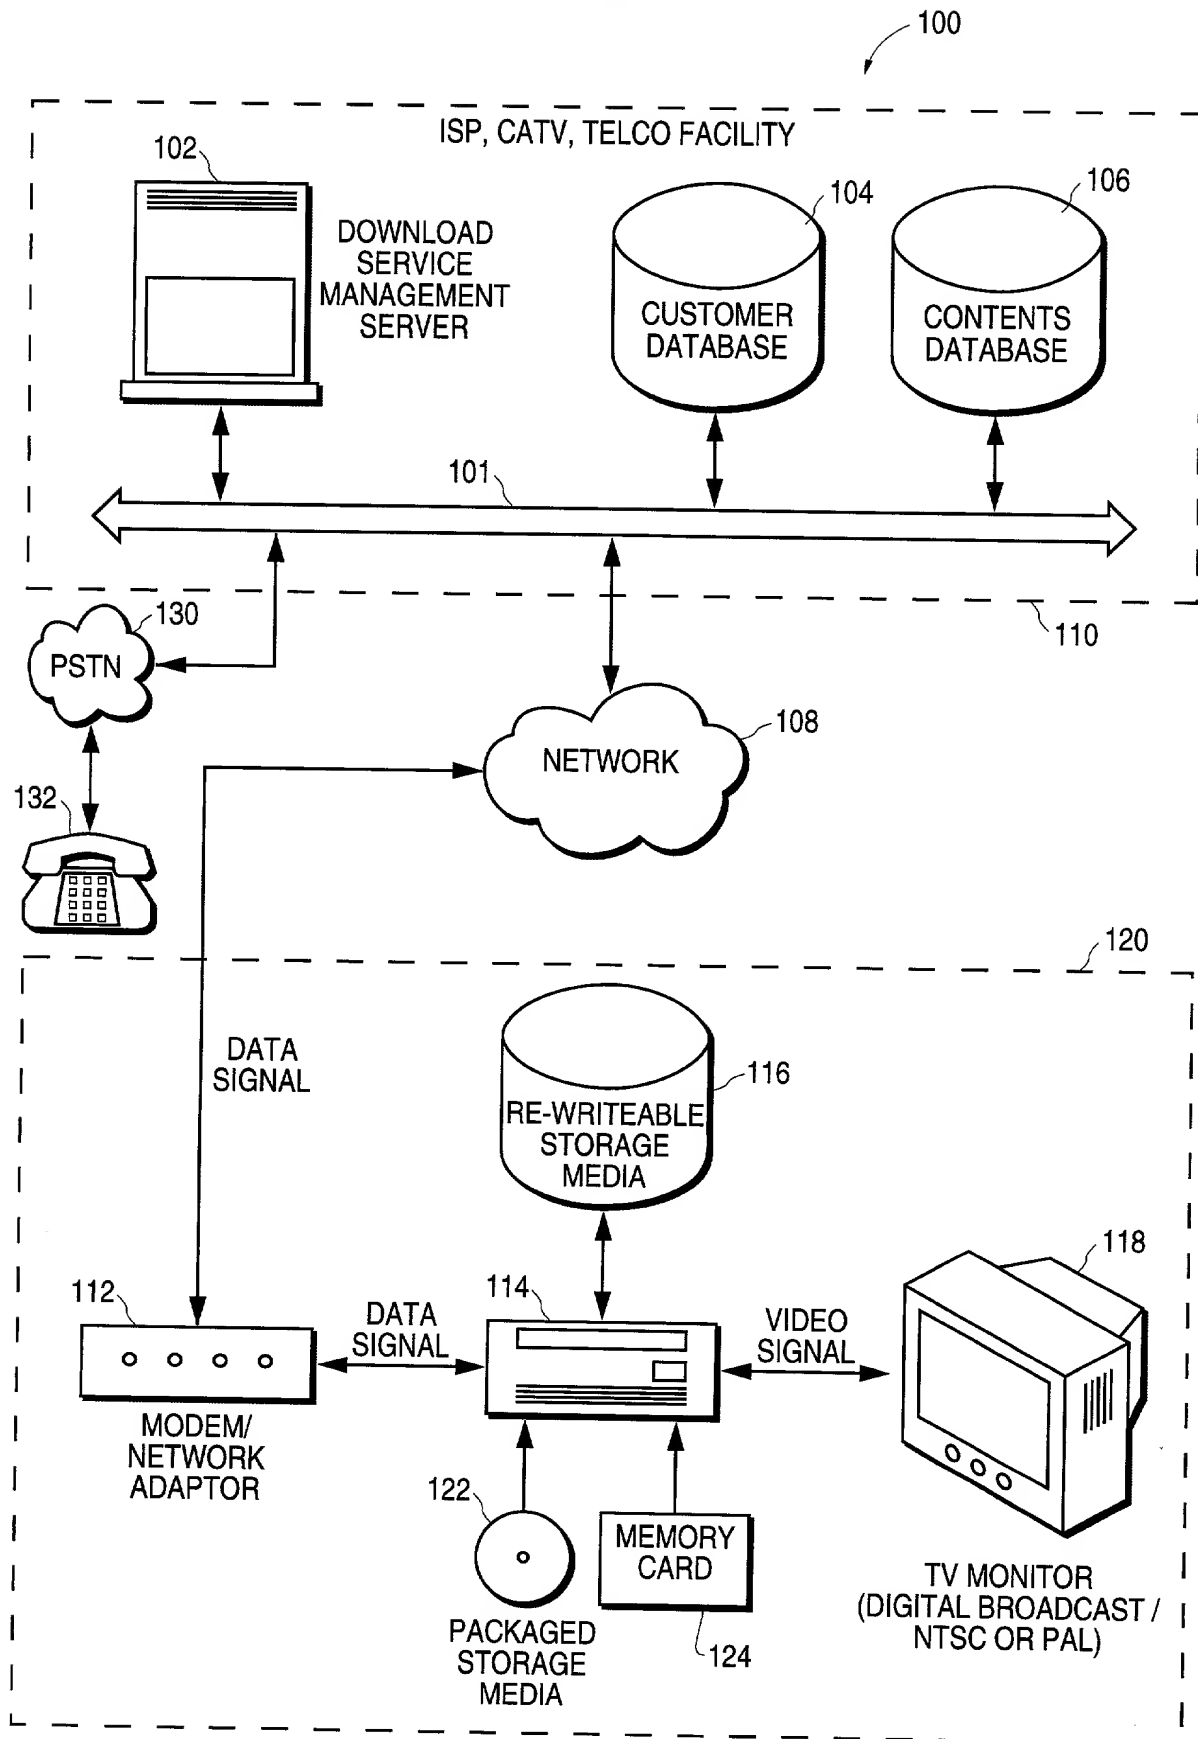 100
ISP, CATV, TELCO FACILITY
102
DOWNLOAD
SERVICE
MANAGEMENT
SERVER
104
CUSTOMER
DATABASE
106
CONTENTS
DATABASE
101
110
130
PSTN
108
NETWORK
132
120
DATA
SIGNAL
116
RE-WRITEABLE
STORAGE
MEDIA
112
MODEM/
NETWORK
ADAPTOR
DATA
SIGNAL
114
VIDEO
SIGNAL
118
TV MONITOR
(DIGITAL BROADCAST /
NTSC OR PAL)
122
PACKAGED
STORAGE
MEDIA
MEMORY
CARD
124